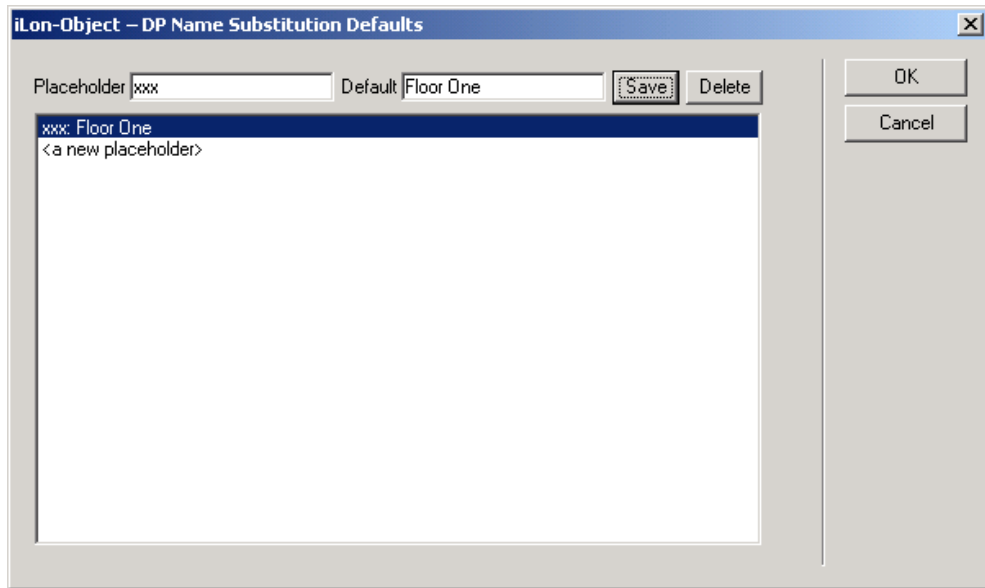 iLon-Object – DP Name Substitution Defaults
Placeholder xxx Default Floor One Save Delete OK
Cancel
xxx: Floor One
<a new placeholder>